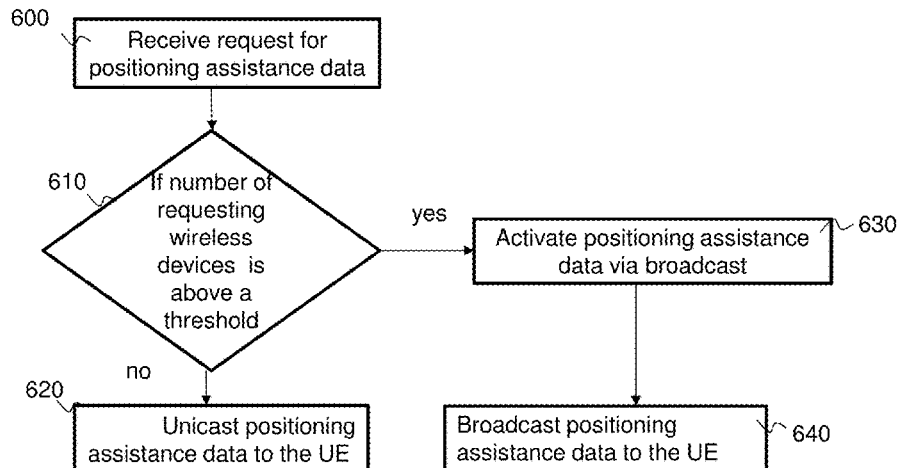 600
Receive request for
positioning assistance data
610
If number of
requesting
wireless
devices is
above a
threshold
yes
Activate positioning assistance
data via broadcast
630
no
620
Unicast positioning
assistance data to the UE
Broadcast positioning
assistance data to the UE
640